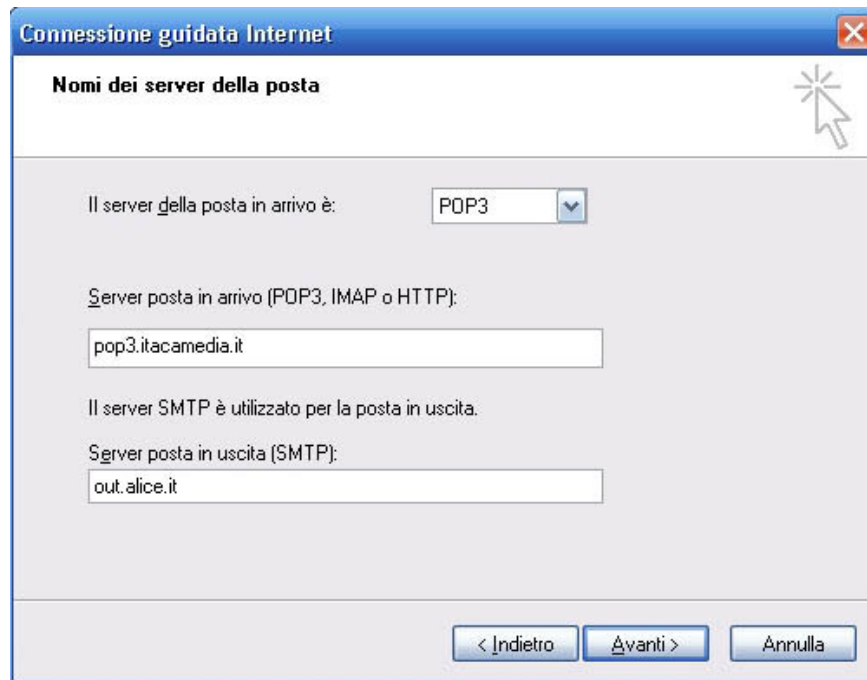 Connessione guidata Internet
Nomi dei server della posta
Il server della posta in arrivo è: POP3
Server posta in arrivo (POP3, IMAP o HTTP):
pop3.itacamedia.it
Il server SMTP è utilizzato per la posta in uscita.
Server posta in uscita (SMTP):
out.alice.it
< Indietro Avanti > Annulla